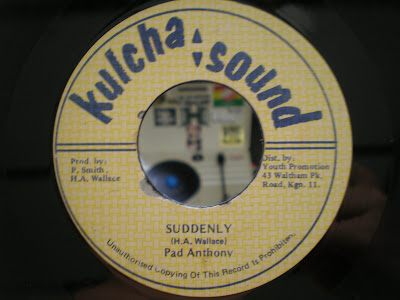 kulcha sound
Prod. by:
P. Smith
H.A. Wallace
Dist. by:
Youth Promotion
43 Waltham Pk.
Road, Kgn. 11.
SUDDENLY
(H.A. Wallace)
Pad Anthony
Unauthorised Copying Of This Record Is Prohibited.